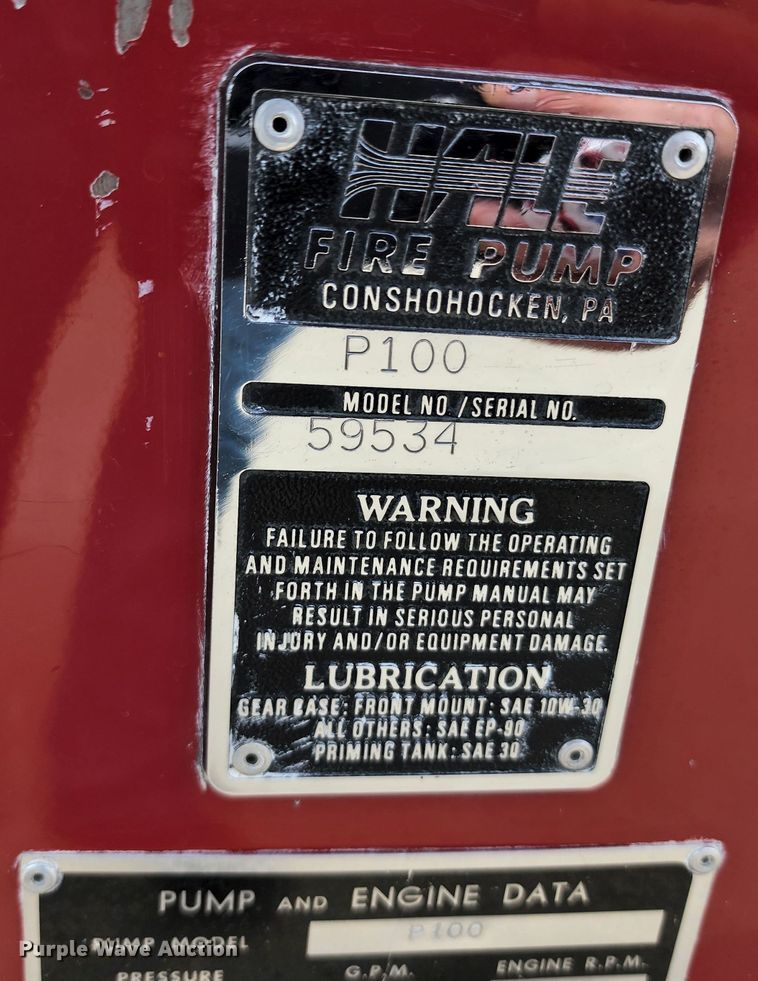 HALE
FIRE PUMP
CONSHOHOCKEN, PA
P100
MODEL NO./SERIAL NO.
59534
WARNING
FAILURE TO FOLLOW THE OPERATING
AND MAINTENANCE REQUIREMENTS SET
FORTH IN THE PUMP MANUAL MAY
RESULT IN SERIOUS PERSONAL
INJURY AND/OR EQUIPMENT DAMAGE.
LUBRICATION
GEAR CASE: FRONT MOUNT: SAE 10W-30
ALL OTHERS: SAE EP-90
PRIMING TANK: SAE 30
PUMP AND ENGINE DATA
PUMP MODEL P100
PRESSURE G.P.M. ENGINE R.P.M.
Purple Wave Auction